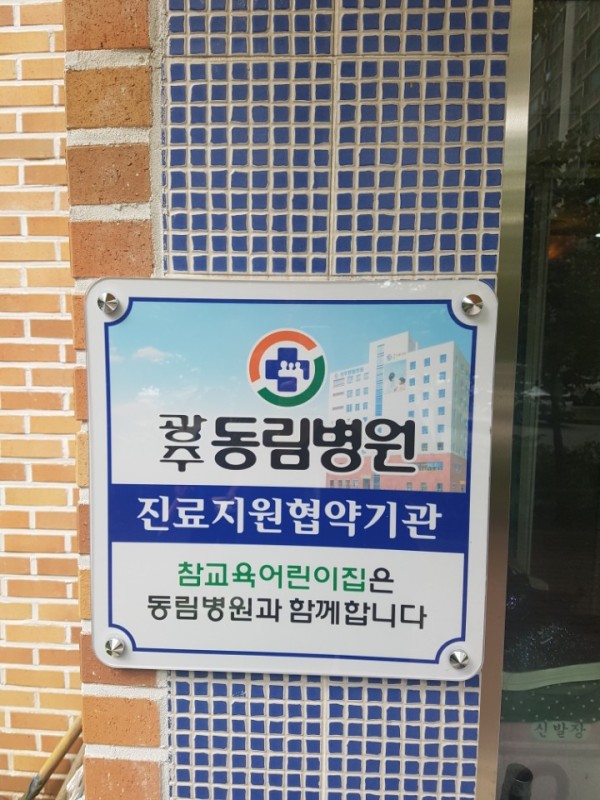 광주 동림병원
진료지원협약기관
참교육어린이집은
동림병원과 함께합니다
신발장